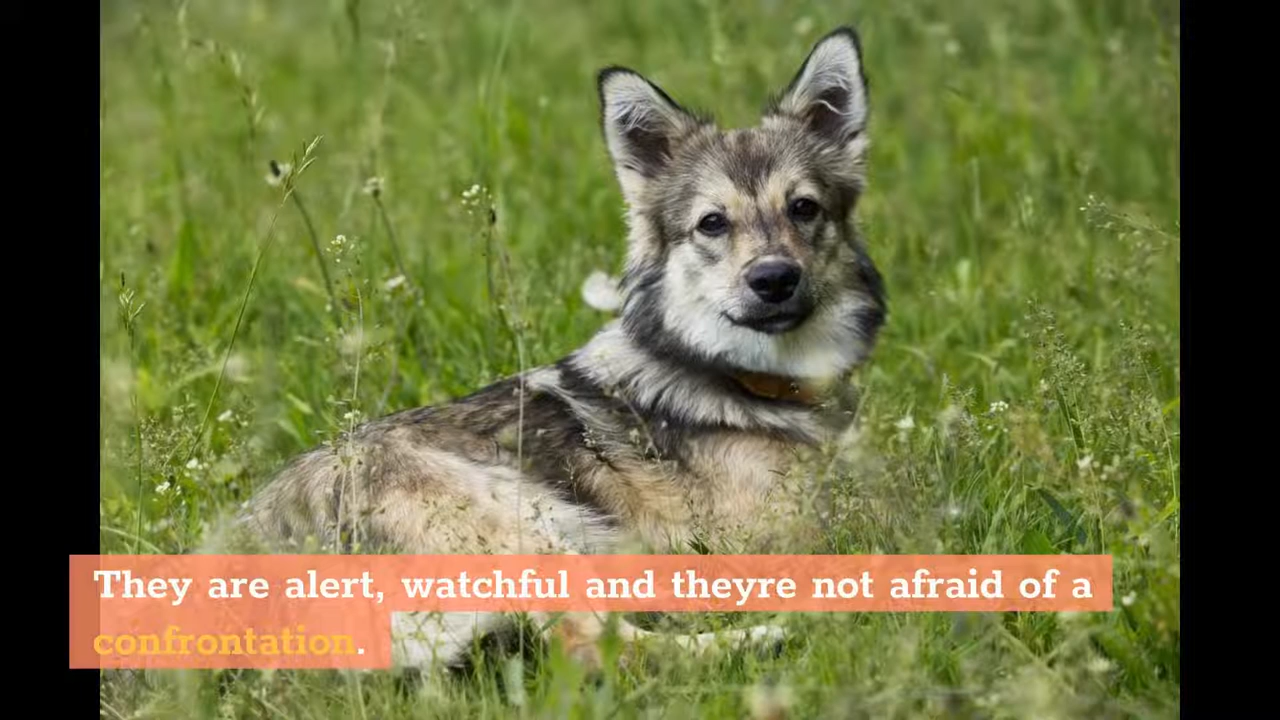 They are alert, watchful and theyre not afraid of a
confrontation.